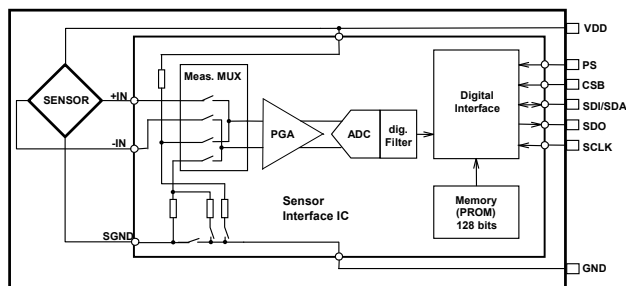 VDD
SENSOR
+IN
-IN
SGND
Meas. MUX
PGA
ADC
dig.
Filter
Digital
Interface
PS
CSB
SDI/SDA
SDO
SCLK
Sensor
Interface IC
Memory
(PROM)
128 bits
GND